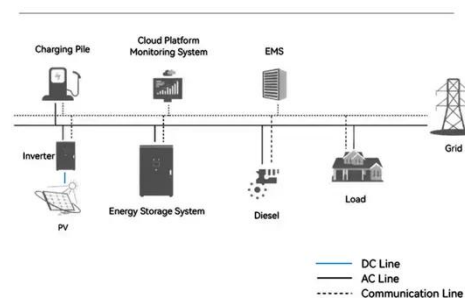 Charging Pile
Cloud Platform
Monitoring System
EMS
Inverter
Grid
PV
Energy Storage System
Diesel
Load
DC Line
AC Line
Communication Line